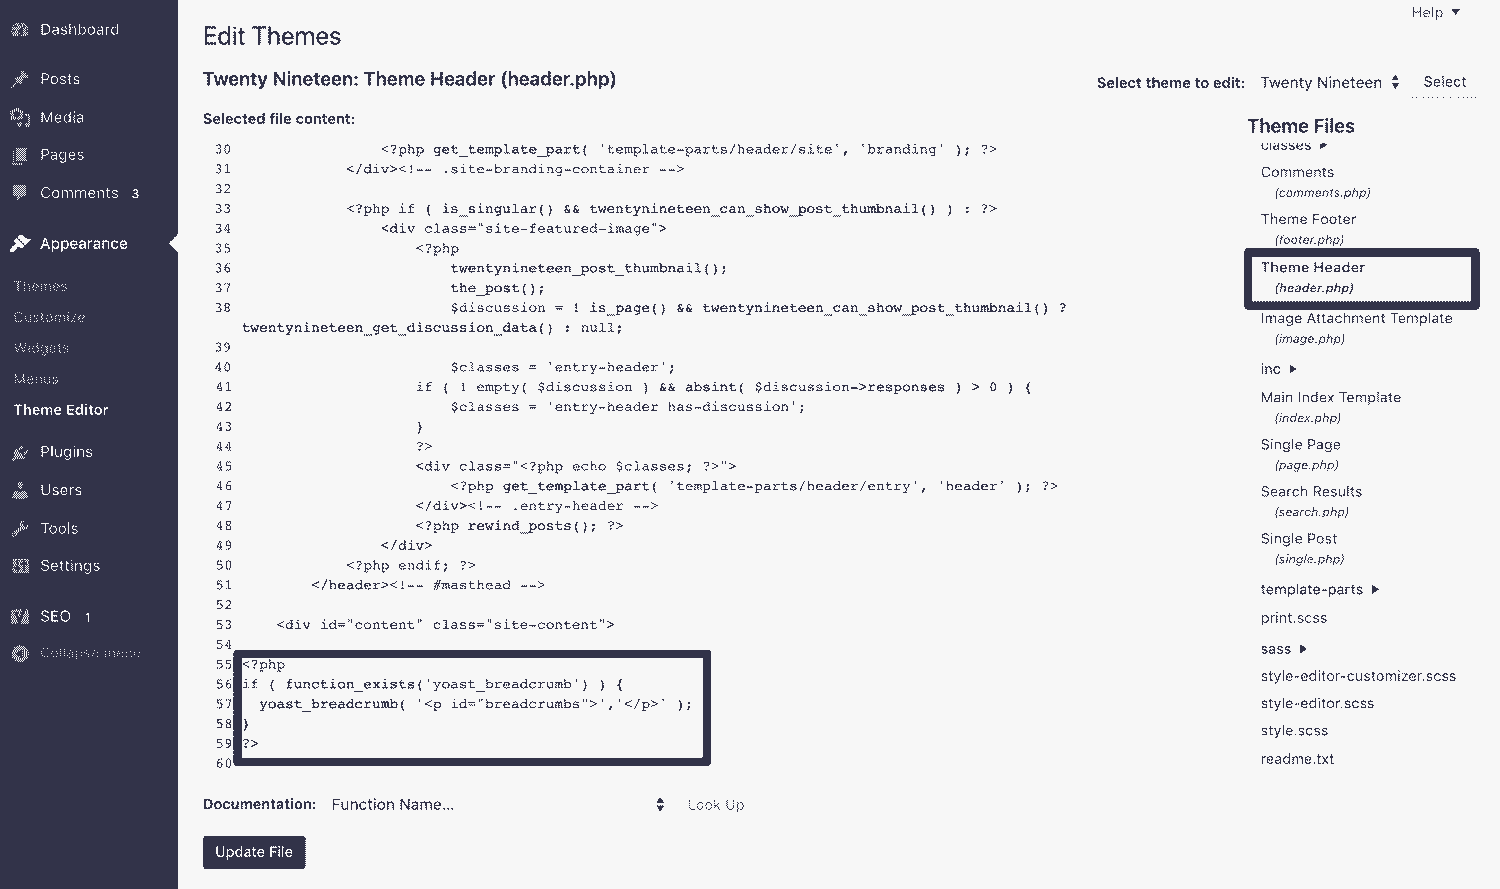 Dashboard
Posts
Media
Pages
Comments 3
Appearance
Themes
Customize
Widgets
Menus
Theme Editor
Plugins
Users
Tools
Settings
SEO 1
Collapse menu
Help
Edit Themes
Twenty Nineteen: Theme Header (header.php)
Select theme to edit: Twenty Nineteen Select
Selected file content:
30 <?php get_template_part( 'template-parts/header/site', 'branding' ); ?>
31 </div><!-- .site-branding-container -->
32
33 <?php if ( is_singular() && twentynineteen_can_show_post_thumbnail() ) : ?>
34 <div class="site-featured-image">
35 <?php
36 twentynineteen_post_thumbnail();
37 the_post();
38 $discussion = ! is_page() && twentynineteen_can_show_post_thumbnail() ?
twentynineteen_get_discussion_data() : null;
39
40 $classes = 'entry-header';
41 if ( ! empty( $discussion ) && absint( $discussion->responses ) > 0 ) {
42 $classes = 'entry-header has-discussion';
43 }
44 ?>
45 <div class="<?php echo $classes; ?>">
46 <?php get_template_part( 'template-parts/header/entry', 'header' ); ?>
47 </div><!-- .entry-header -->
48 <?php rewind_posts(); ?>
49 </div>
50 <?php endif; ?>
51 </header><!-- #masthead -->
52
53 <div id="content" class="site-content">
54
55 <?php
56 if ( function_exists('yoast_breadcrumb') ) {
57 yoast_breadcrumb( '<p id="breadcrumbs">','</p>' );
58 }
59 ?>
60
Documentation: Function Name... Look Up
Update File
Theme Files
classes
Comments
(comments.php)
Theme Footer
(footer.php)
Theme Header
(header.php)
Image Attachment Template
(image.php)
inc
Main Index Template
(index.php)
Single Page
(page.php)
Search Results
(search.php)
Single Post
(single.php)
template-parts
print.scss
sass
style-editor-customizer.scss
style-editor.scss
style.scss
readme.txt